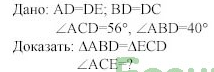 Дано: AD=DE; BD=DC
∠ACD=56°, ∠ABD=40°
Доказать: ΔABD=ΔECD
∠ACE=?